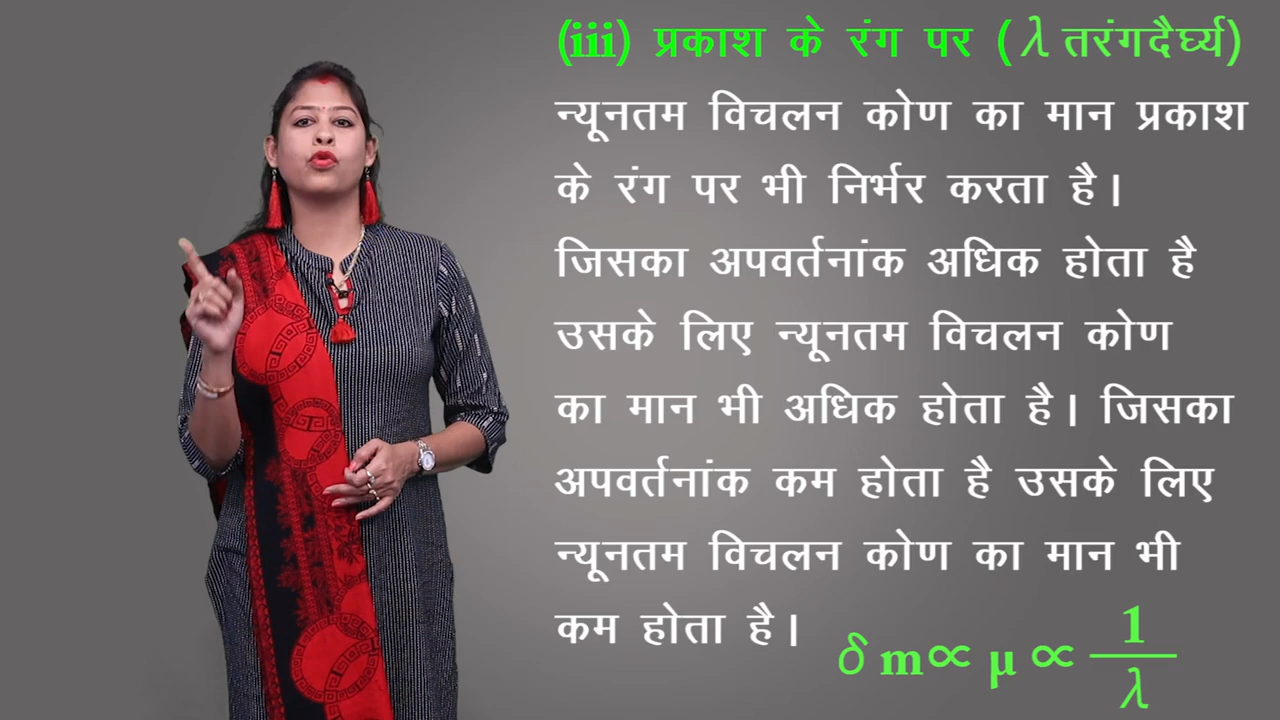 (iii) प्रकाश के रंग पर (λ तरंगदैर्घ्य)
न्यूनतम विचलन कोण का मान प्रकाश
के रंग पर भी निर्भर करता है।
जिसका अपवर्तनांक अधिक होता है
उसके लिए न्यूनतम विचलन कोण
का मान भी अधिक होता है। जिसका
अपवर्तनांक कम होता है उसके लिए
न्यूनतम विचलन कोण का मान भी
कम होता है।
δ m ∝ μ ∝ 1/λ